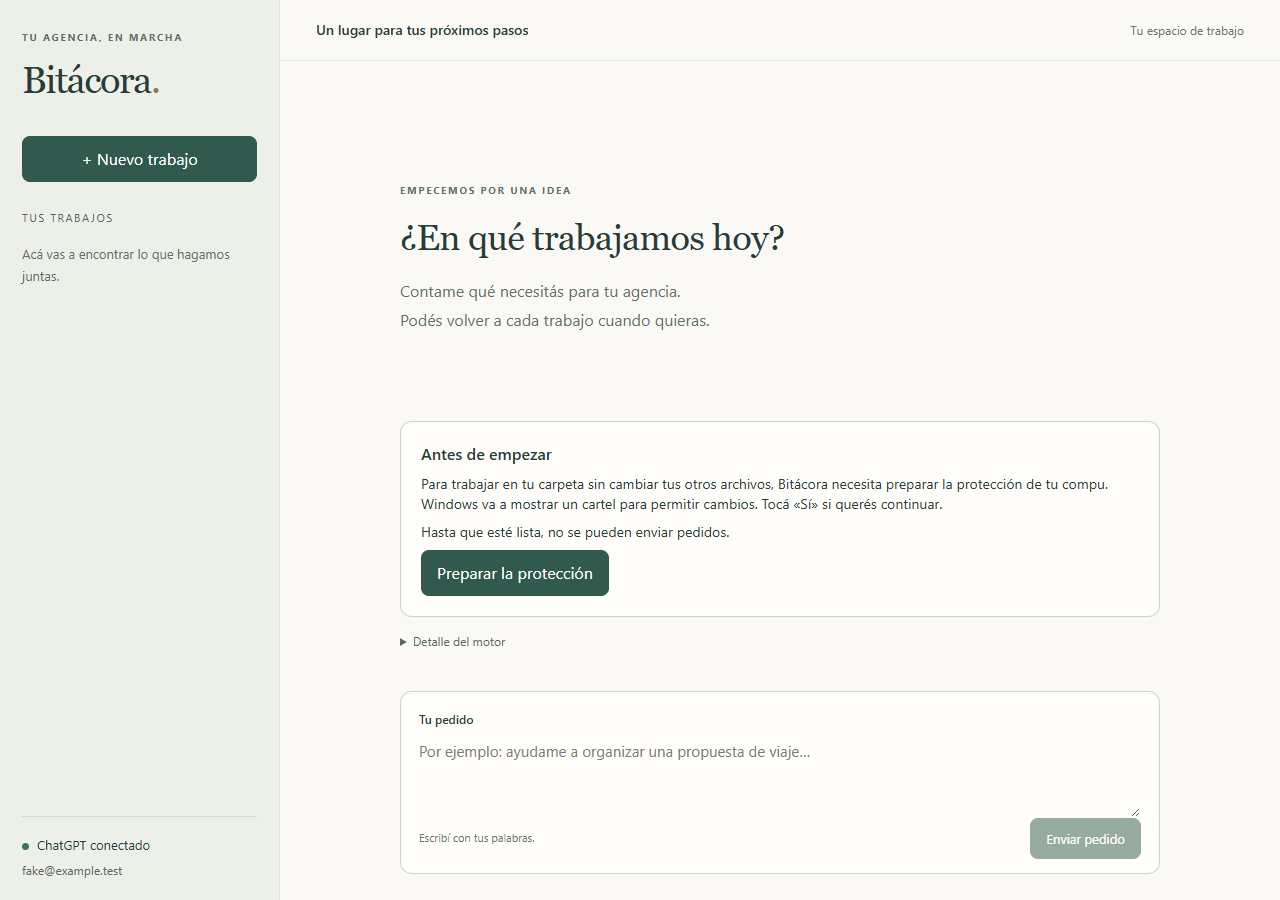 TU AGENCIA, EN MARCHA
Bitácora.
+ Nuevo trabajo
TUS TRABAJOS
Acá vas a encontrar lo que hagamos
juntas.
ChatGPT conectado
fake@example.test
Un lugar para tus próximos pasos
Tu espacio de trabajo
EMPECEMOS POR UNA IDEA
¿En qué trabajamos hoy?
Contame qué necesitás para tu agencia.
Podés volver a cada trabajo cuando quieras.
Antes de empezar
Para trabajar en tu carpeta sin cambiar tus otros archivos, Bitácora necesita preparar la protección de tu compu.
Windows va a mostrar un cartel para permitir cambios. Tocá «Sí» si querés continuar.
Hasta que esté lista, no se pueden enviar pedidos.
Preparar la protección
Detalle del motor
Tu pedido
Por ejemplo: ayudame a organizar una propuesta de viaje...
Escribí con tus palabras.
Enviar pedido